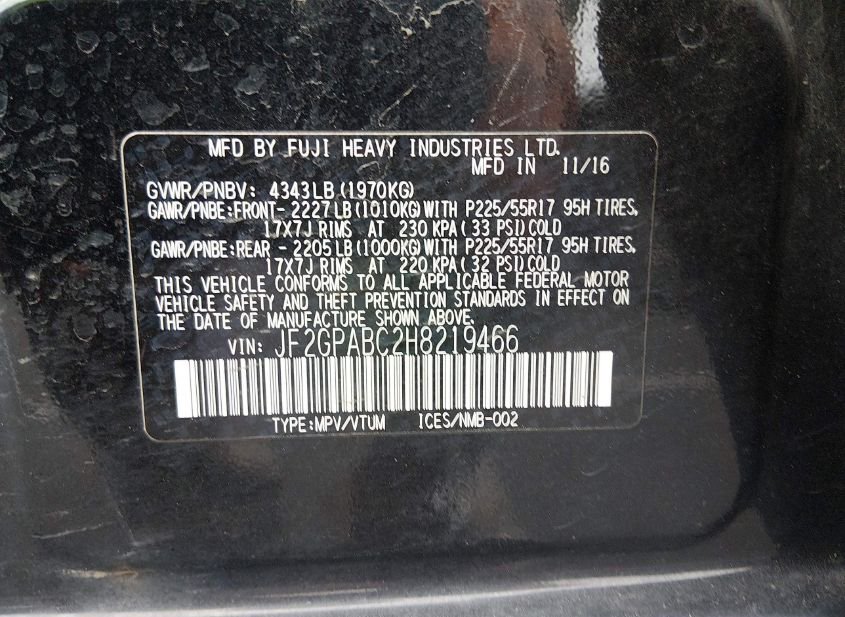 MFD BY FUJI HEAVY INDUSTRIES LTD.
MFD IN 11/16
GVWR/PNBV: 4343LB(1970KG)
GAWR/PNBE:FRONT-2227LB(1010KG)WITH P225/55R17 95H TIRES,
17X7J RIMS AT 230 KPA(33 PSI)COLD
GAWR/PNBE:REAR -2205LB(1000KG)WITH P225/55R17 95H TIRES,
17X7J RIMS AT 220 KPA(32 PSI)COLD
THIS VEHICLE CONFORMS TO ALL APPLICABLE FEDERAL MOTOR
VEHICLE SAFETY AND THEFT PREVENTION STANDARDS IN EFFECT ON
THE DATE OF MANUFACTURE SHOWN ABOVE.
VIN: JF2GPABC2H8219466
TYPE:MPV/VTUM ICES/NMB-002